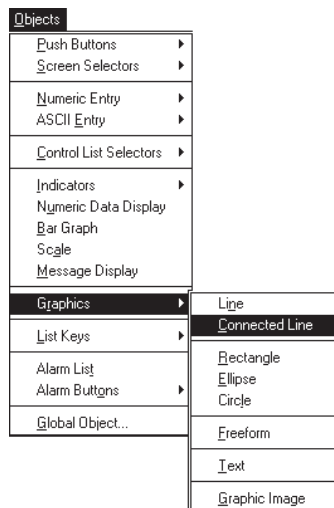 Objects
Push Buttons
Screen Selectors
Numeric Entry
ASCII Entry
Control List Selectors
Indicators
Numeric Data Display
Bar Graph
Scale
Message Display
Graphics
List Keys
Alarm List
Alarm Buttons
Global Object...
Line
Connected Line
Rectangle
Ellipse
Circle
Freeform
Text
Graphic Image